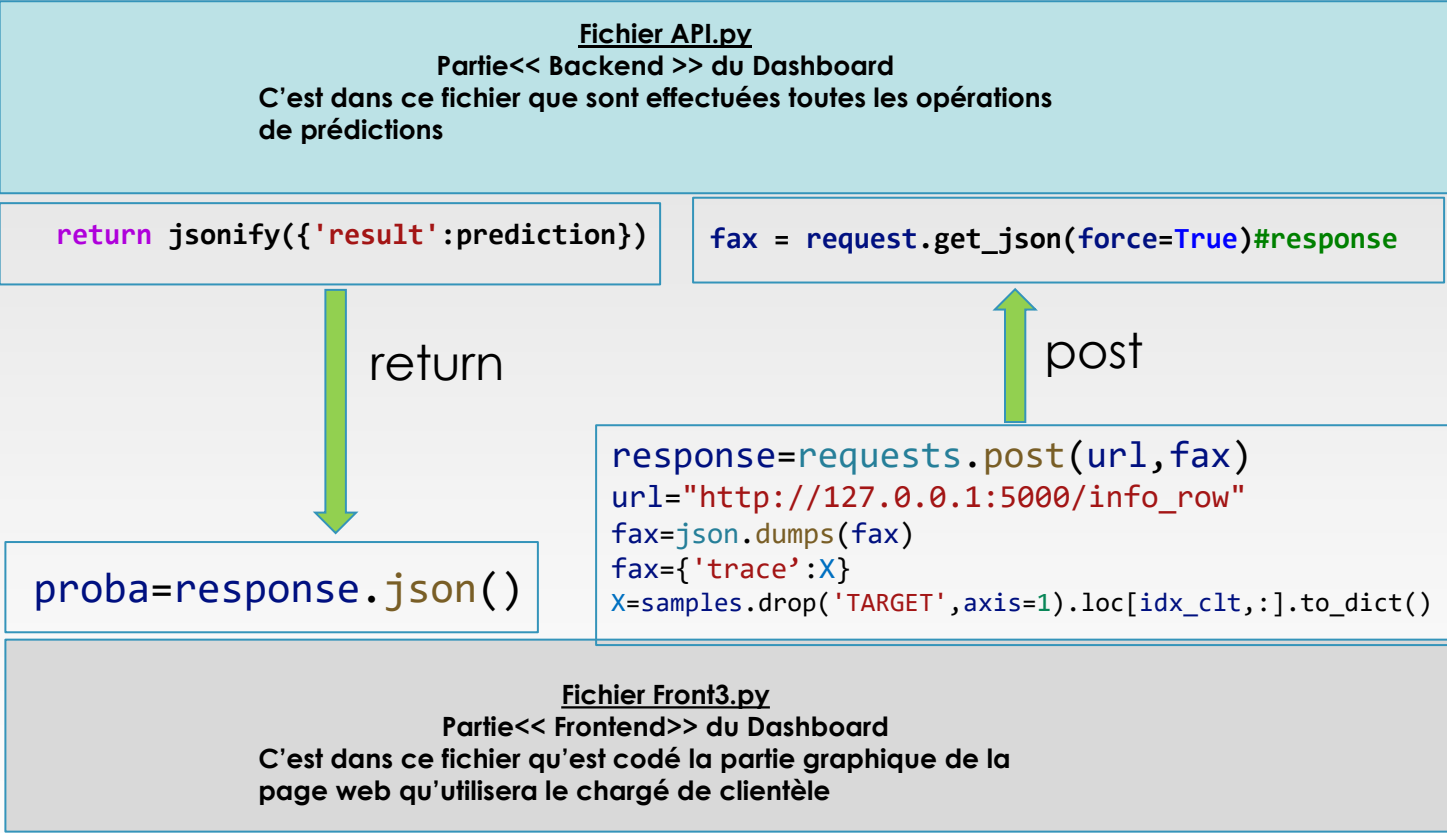 Fichier API.py
Partie<< Backend >> du Dashboard
C’est dans ce fichier que sont effectuées toutes les opérations
de prédictions
return jsonify({'result':prediction})
fax = request.get_json(force=True)#response
return
post
response=requests.post(url,fax)
url="http://127.0.0.1:5000/info_row"
fax=json.dumps(fax)
fax={'trace’:X}
X=samples.drop('TARGET',axis=1).loc[idx_clt,:].to_dict()
proba=response.json()
Fichier Front3.py
Partie<< Frontend>> du Dashboard
C’est dans ce fichier qu’est codé la partie graphique de la
page web qu’utilisera le chargé de clientèle